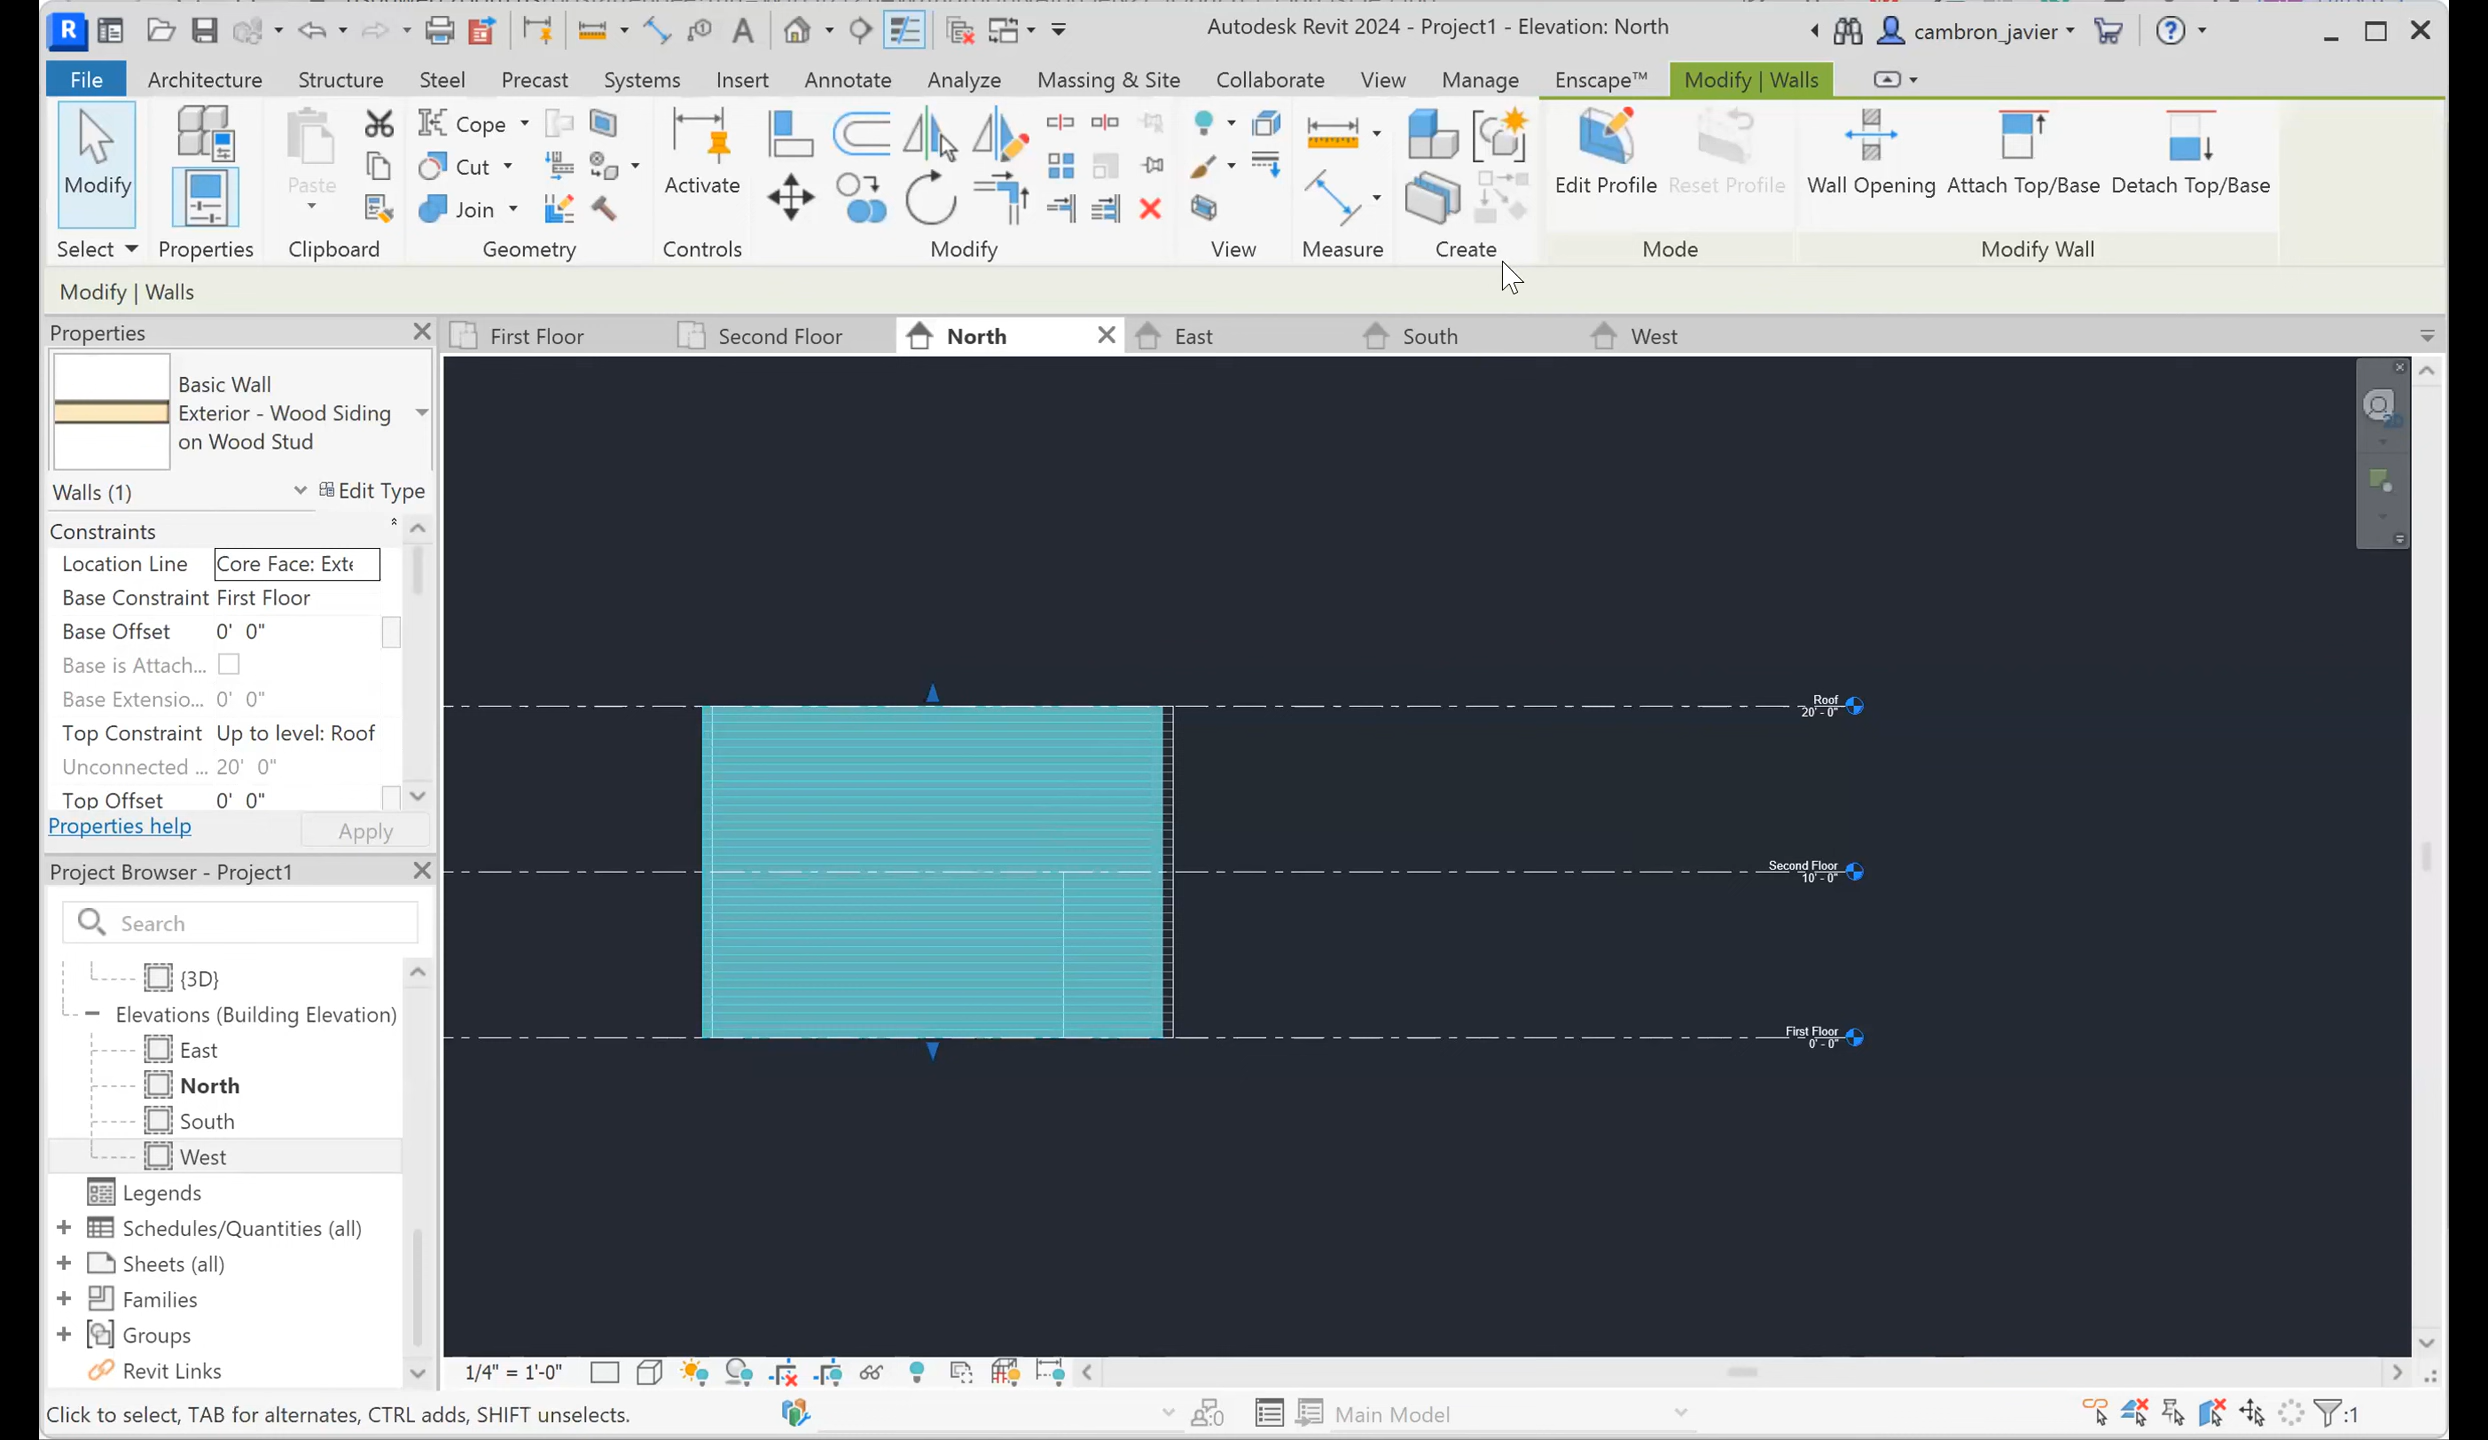 Autodesk Revit 2024 - Project1 - Elevation: North
cambron_javier
File Architecture Structure Steel Precast Systems Insert Annotate Analyze Massing & Site Collaborate View Manage Enscape™ Modify | Walls
Modify
Paste
Cope
Cut
Join
Activate
Edit Profile Reset Profile Wall Opening Attach Top/Base Detach Top/Base
Select Properties Clipboard Geometry Controls Modify View Measure Create Mode Modify Wall
Modify | Walls
Properties
First Floor Second Floor North East South West
Basic Wall
Exterior - Wood Siding
on Wood Stud
Walls (1) Edit Type
Constraints
Location Line Core Face: Exte
Base Constraint First Floor
Base Offset 0' 0"
Base is Attach...
Base Extensio... 0' 0"
Top Constraint Up to level: Roof
Unconnected ... 20' 0"
Top Offset 0' 0"
Properties help Apply
Roof
20' - 0"
Second Floor
10' - 0"
First Floor
0' - 0"
Project Browser - Project1
Search
{3D}
Elevations (Building Elevation)
East
North
South
West
Legends
Schedules/Quantities (all)
Sheets (all)
Families
Groups
Revit Links
1/4" = 1'-0"
Click to select, TAB for alternates, CTRL adds, SHIFT unselects.
:0
Main Model
:1